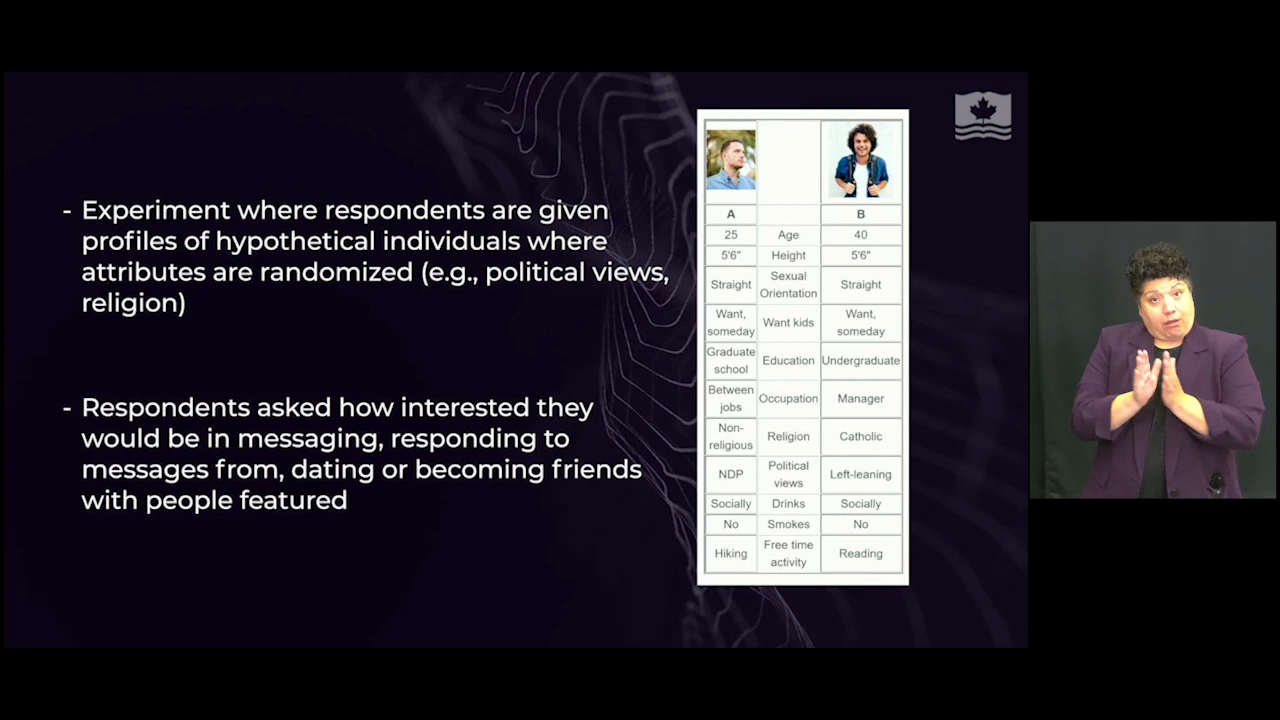 - Experiment where respondents are given
profiles of hypothetical individuals where
attributes are randomized (e.g., political views,
religion)
- Respondents asked how interested they
would be in messaging, responding to
messages from, dating or becoming friends
with people featured
A B
25 Age 40
5'6" Height 5'6"
Straight Sexual Orientation Straight
Want, someday Want kids Want, someday
Graduate school Education Undergraduate
Between jobs Occupation Manager
Non-religious Religion Catholic
NDP Political views Left-leaning
Socially Drinks Socially
No Smokes No
Hiking Free time activity Reading